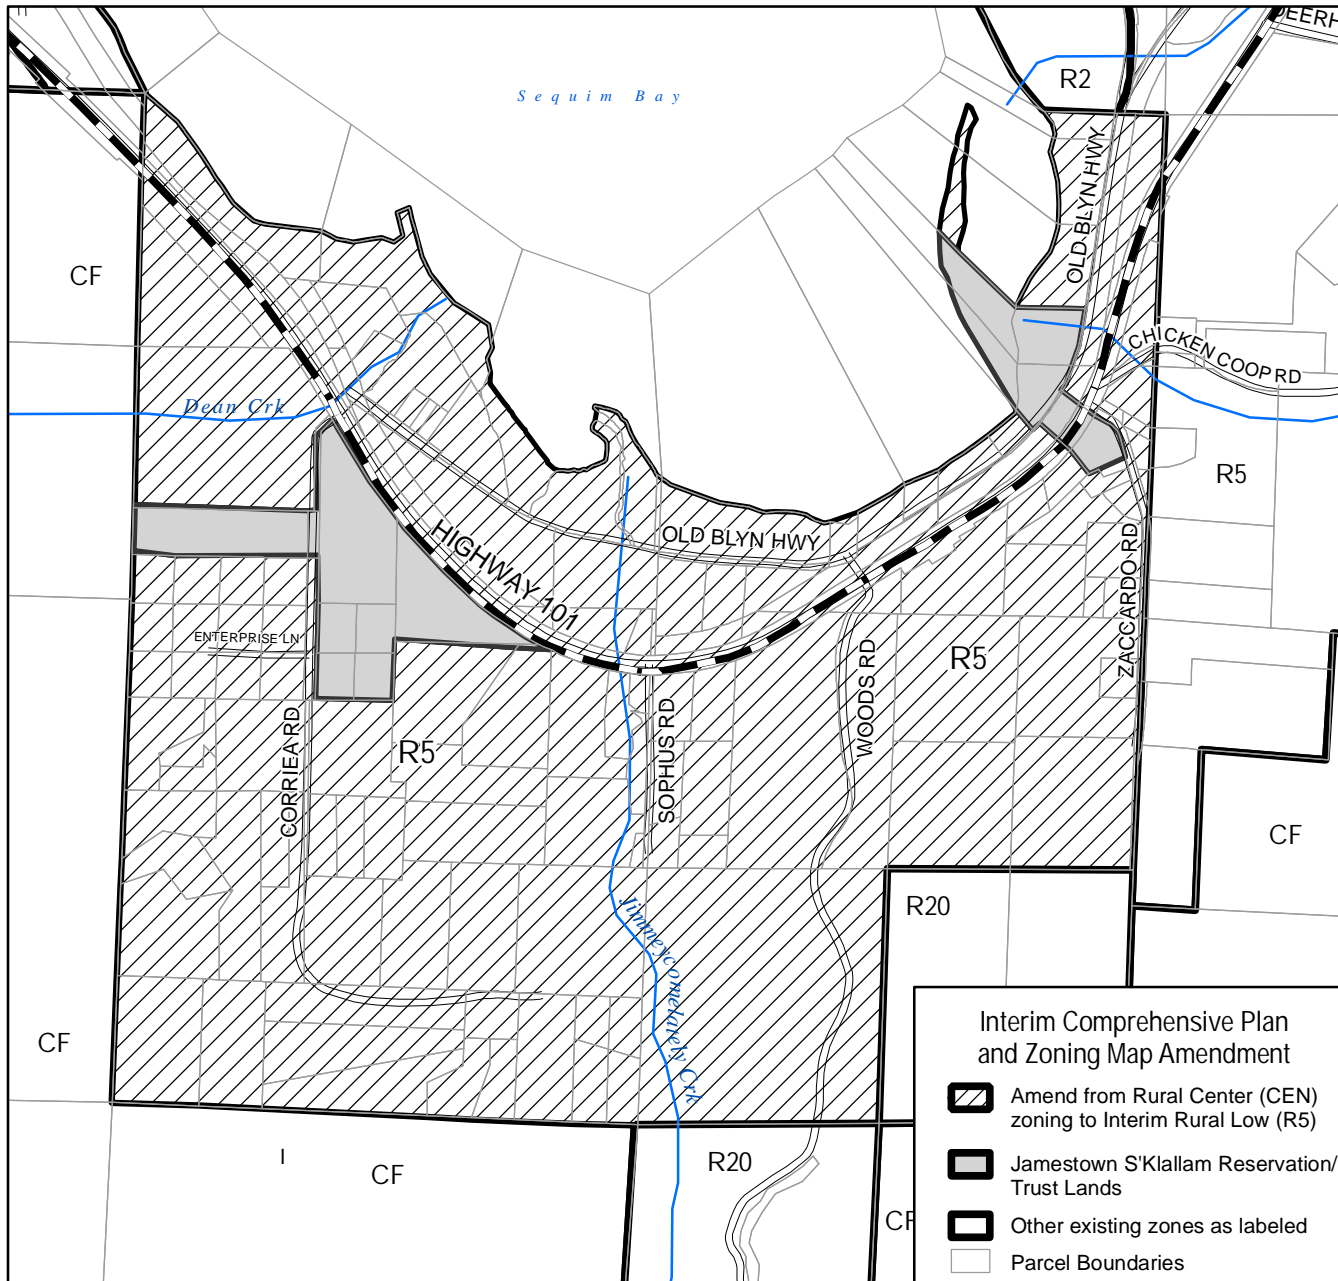 DEERH
R2
Sequim Bay
OLD BLYN HWY
CF
CHICKEN COOP RD
Dean Crk
R5
HIGHWAY 101
OLD BLYN HWY
ZACCARDO RD
ENTERPRISE LN
R5
WOODS RD
SOPHUS RD
CORRIEA RD
R5
CF
R20
Jimmeycomelately Crk
CF
I
CF
R20
CF
Interim Comprehensive Plan
and Zoning Map Amendment
Amend from Rural Center (CEN)
zoning to Interim Rural Low (R5)
Jamestown S'Klallam Reservation/
Trust Lands
Other existing zones as labeled
Parcel Boundaries